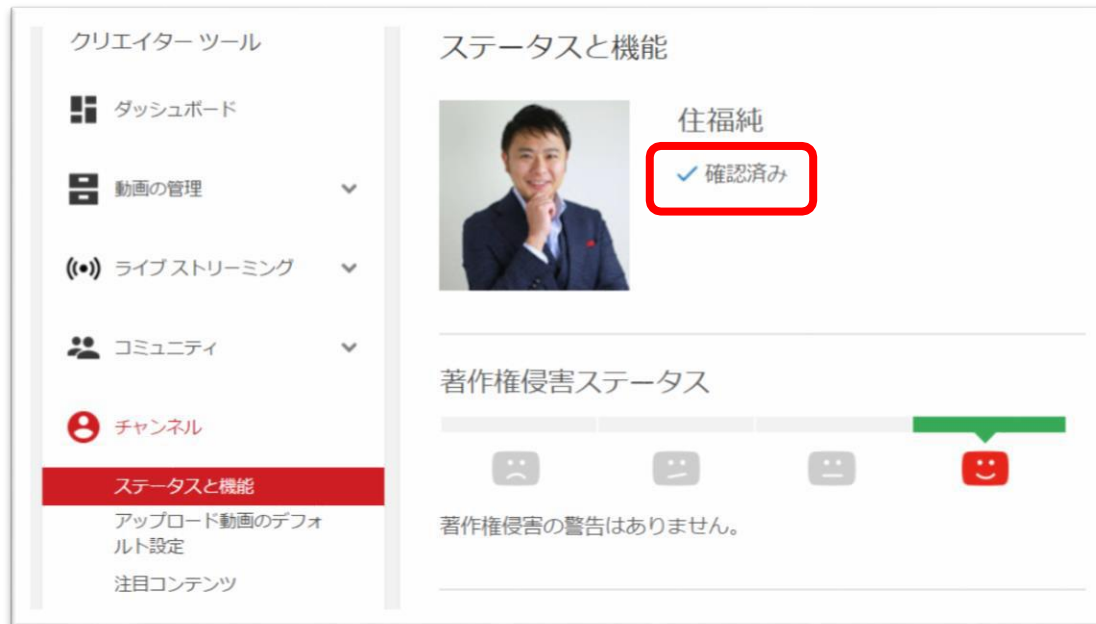 クリエイター ツール
ダッシュボード
動画の管理
ライブ ストリーミング
コミュニティ
チャンネル
ステータスと機能
アップロード動画のデフォ
ルト設定
注目コンテンツ
ステータスと機能
住福純
確認済み
著作権侵害ステータス
著作権侵害の警告はありません。